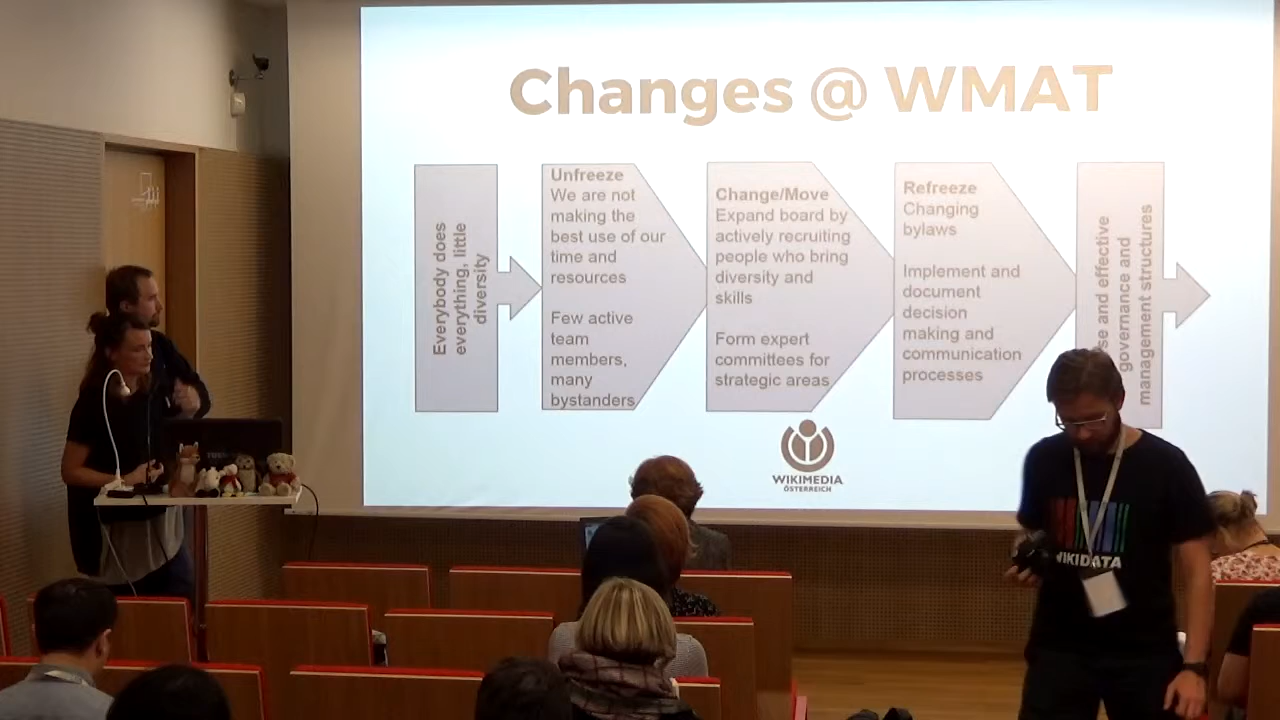 Changes @ WMAT
Everybody does
everything, little
diversity
Unfreeze
We are not
making the
best use of our
time and
resources
Few active
team
members,
many
bystanders
Change/Move
Expand board by
actively recruiting
people who bring
diversity and
skills
Form expert
committees for
strategic areas
Refreeze
Changing
bylaws
Implement and
document
decision
making and
communication
processes
and effective
governance and
management structures
WIKIMEDIA
ÖSTERREICH
WIKIDATA